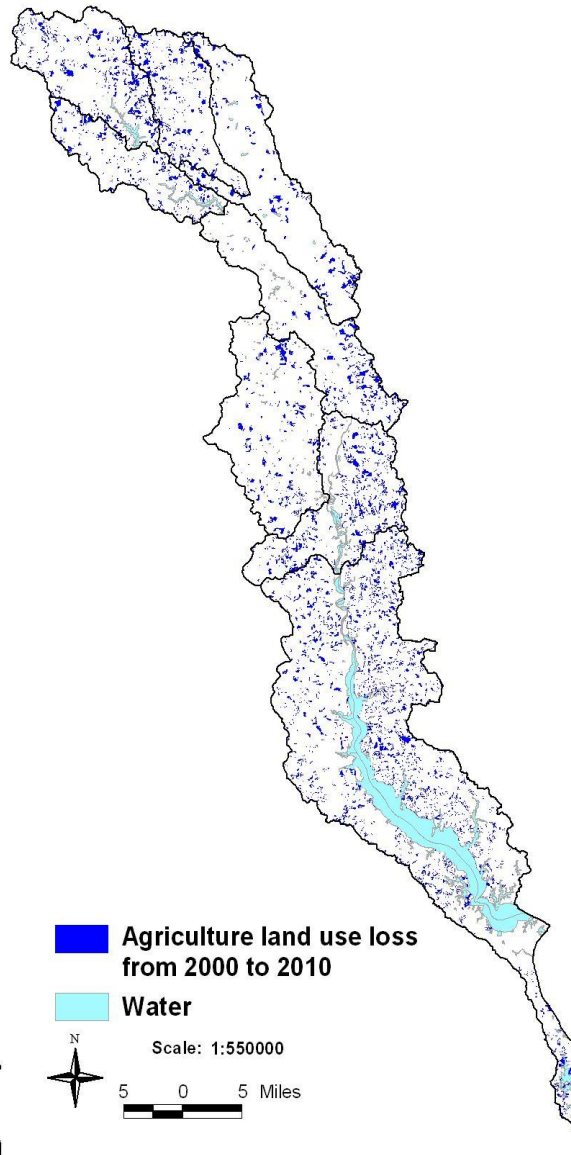 Agriculture land use loss
from 2000 to 2010
Water
N
Scale: 1:550000
5 0 5 Miles